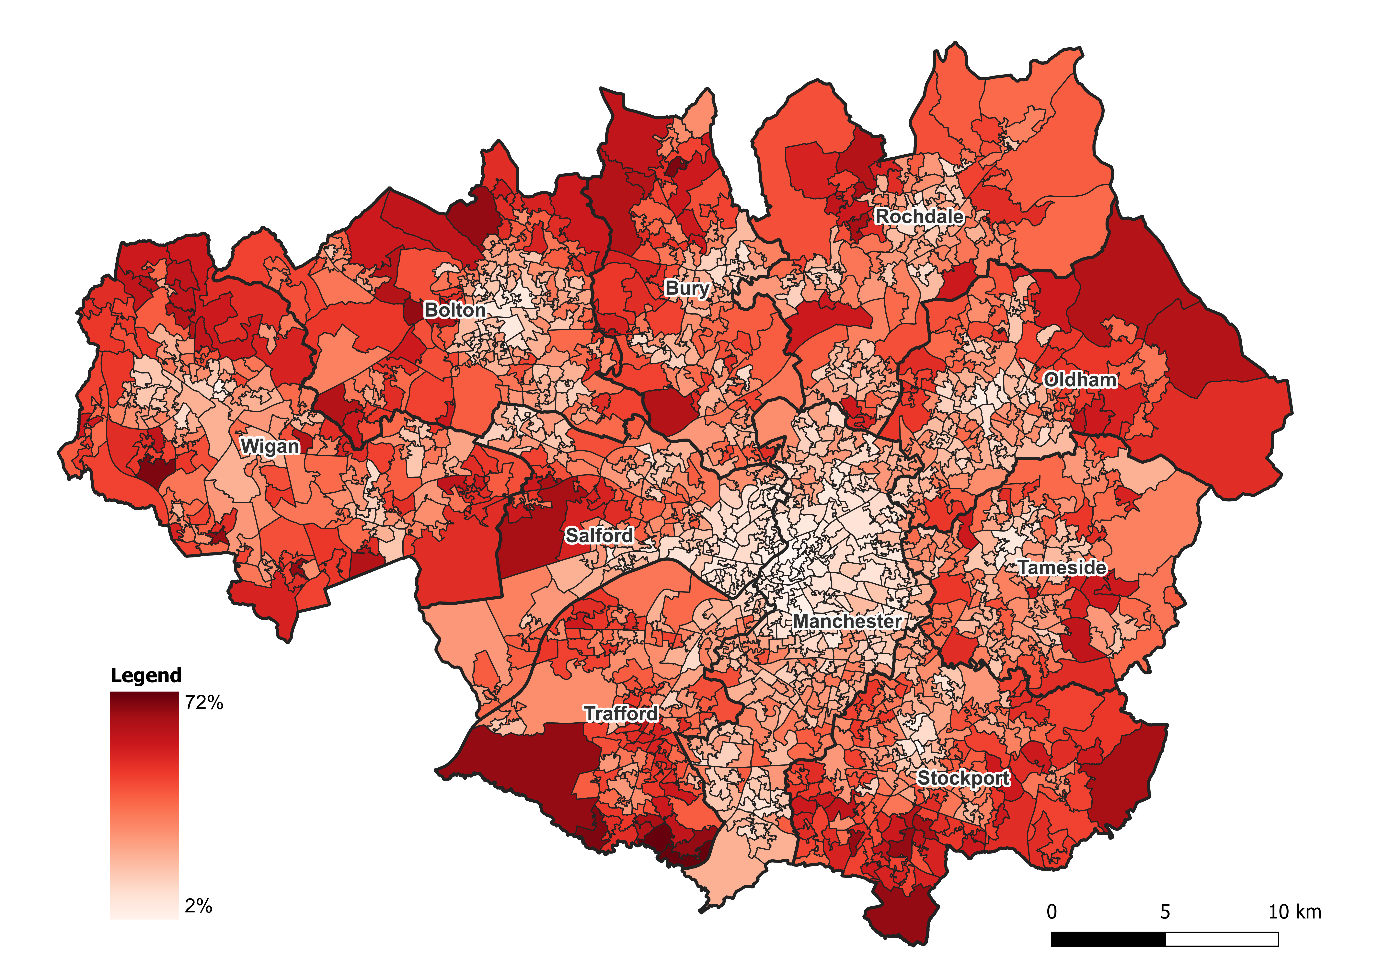 Rochdale
Bury
Bolton
Oldham
Wigan
Salford
Tameside
Manchester
Legend
72%
Trafford
Stockport
2%
0 5 10 km